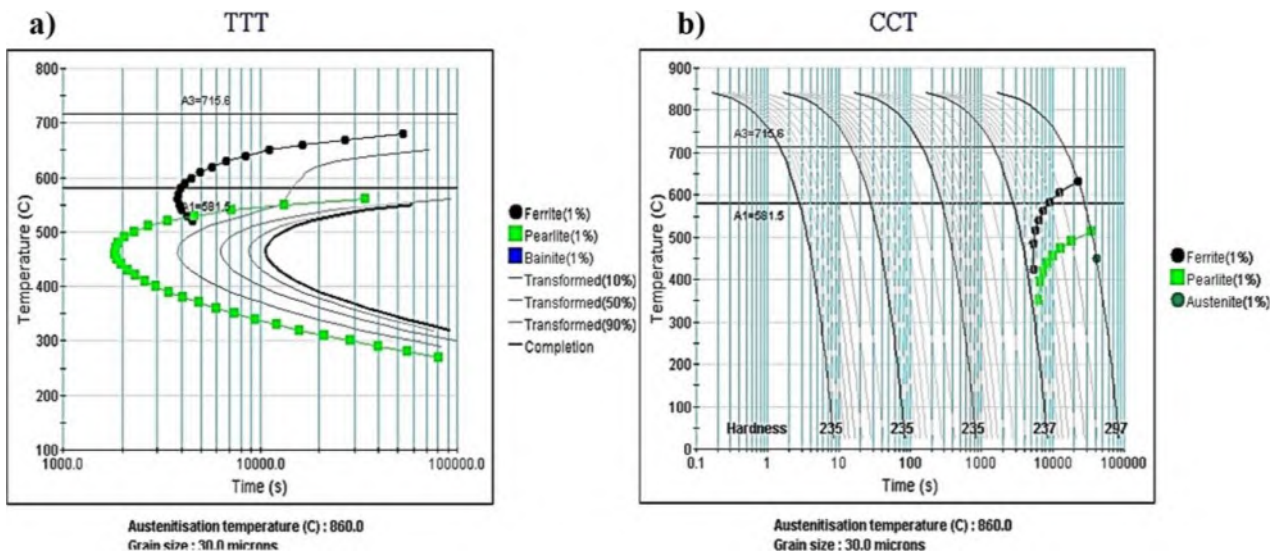 a) TTT
800
700
600
500
400
300
200
100
Temperature (C)
A3=715.6
A1=581.5
1000.0 10000.0 100000.0
Time (s)
Ferrite(1%)
Pearlite(1%)
Bainite(1%)
Transformed(10%)
Transformed(50%)
Transformed(90%)
Completion
Austenitisation temperature (C) : 860.0
Grain size : 30.0 microns
b) CCT
900
800
700
600
500
400
300
200
100
0
Temperature (C)
A3=715.6
A1=581.5
Hardness 235 235 235 237 297
0.1 1 10 100 1000 10000 100000
Time (s)
Ferrite(1%)
Pearlite(1%)
Austenite(1%)
Austenitisation temperature (C) : 860.0
Grain size : 30.0 microns